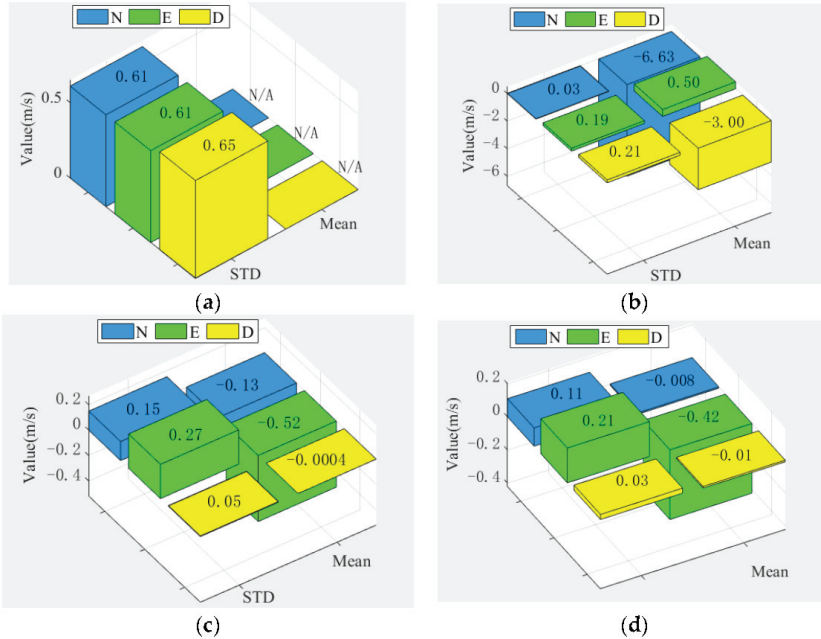 N E D
0.61
0.61
0.65
N/A
N/A
N/A
0.5
0
Value(m/s)
STD
Mean
(a)
N E D
-6.63
0.03
0.50
0.19
-3.00
0.21
0
-2
-4
-6
Value(m/s)
STD
Mean
(b)
N E D
-0.13
0.15
-0.52
0.27
-0.0004
0.05
0.2
0
-0.2
-0.4
Value(m/s)
STD
Mean
(c)
N E D
-0.008
0.11
-0.42
0.21
-0.01
0.03
0.2
0
-0.2
-0.4
Value(m/s)
Mean
(d)